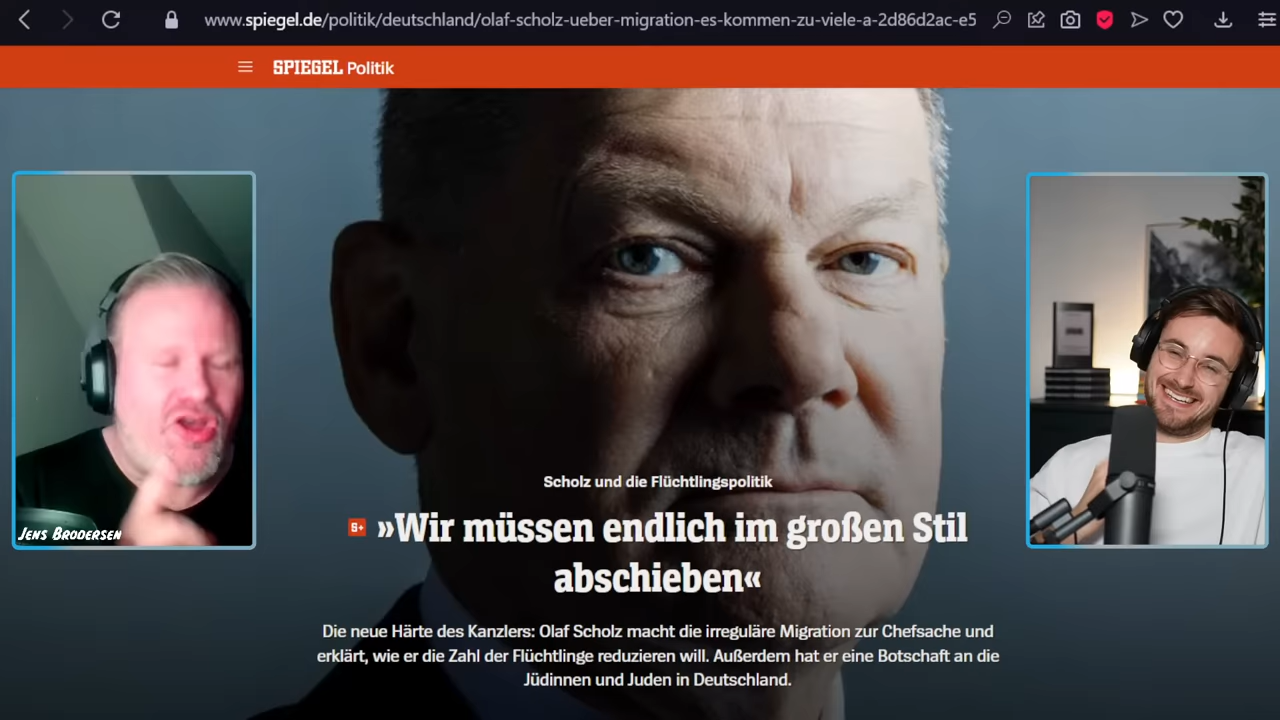 www.spiegel.de/politik/deutschland/olaf-scholz-ueber-migration-es-kommen-zu-viele-a-2d86d2ac-e5
SPIEGEL Politik
JENS BRODERSEN
Scholz und die Flüchtlingspolitik
S+ »Wir müssen endlich im großen Stil
abschieben«
Die neue Härte des Kanzlers: Olaf Scholz macht die irreguläre Migration zur Chefsache und
erklärt, wie er die Zahl der Flüchtlinge reduzieren will. Außerdem hat er eine Botschaft an die
Jüdinnen und Juden in Deutschland.